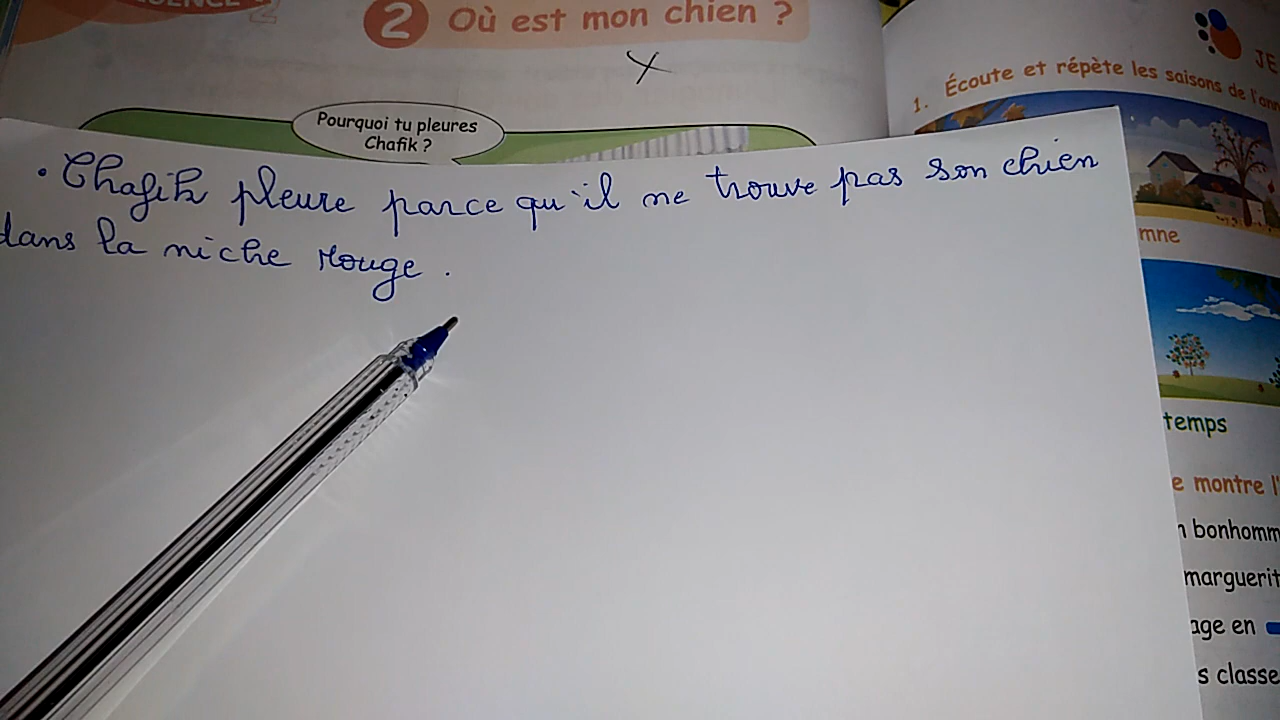 2 Où est mon chien ?
Pourquoi tu pleures
Chafik ?
1. Écoute et répète les saisons de l'ann
JE
• Chafik pleure parce qu'il ne trouve pas son chien
dans la niche rouge.
mne
temps
e montre l'
n bonhomm
marguerit
age en
s classe